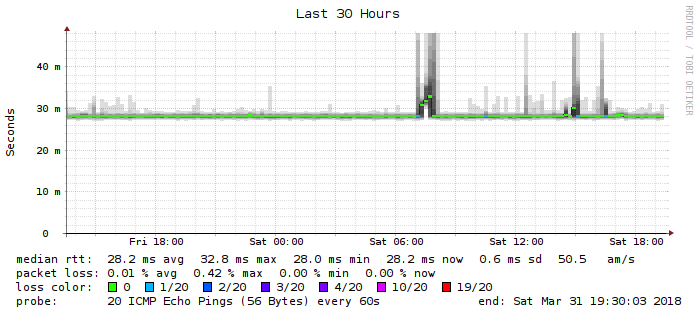 Last 30 Hours
RRDTOOL / TOBI OETIKER
Seconds
40 m
30 m
20 m
10 m
0
Fri 18:00 Sat 00:00 Sat 06:00 Sat 12:00 Sat 18:00
median rtt: 28.2 ms avg 32.8 ms max 28.0 ms min 28.2 ms now 0.6 ms sd 50.5 am/s
packet loss: 0.01 % avg 0.42 % max 0.00 % min 0.00 % now
loss color: 0 1/20 2/20 3/20 4/20 10/20 19/20
probe: 20 ICMP Echo Pings (56 Bytes) every 60s end: Sat Mar 31 19:30:03 2018